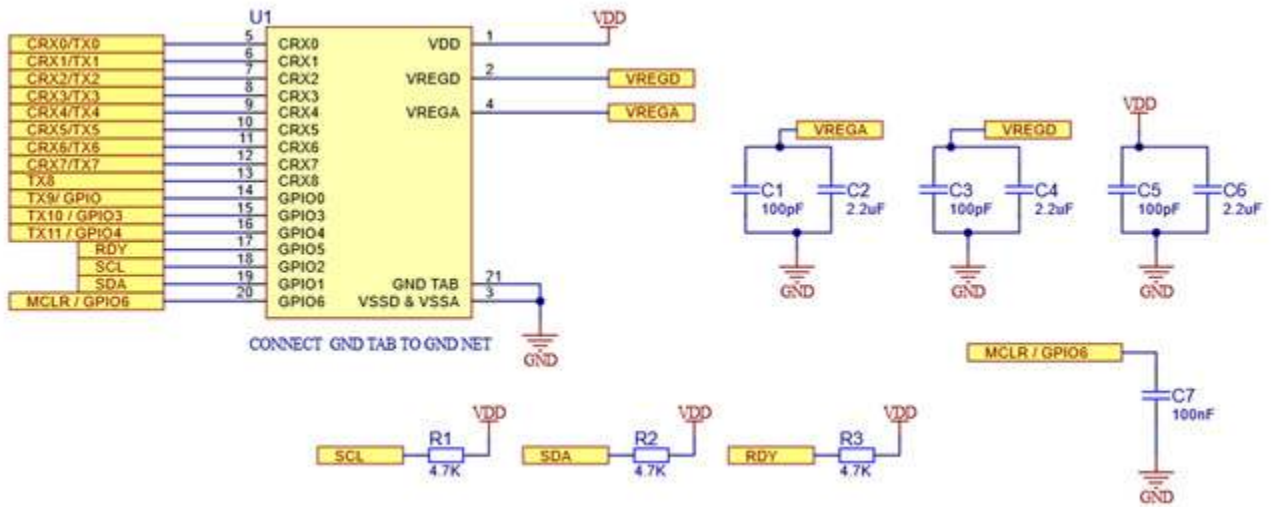 U1
CRX0/TX0 5 CRX0
CRX1/TX1 6 CRX1
CRX2/TX2 7 CRX2
CRX3/TX3 8 CRX3
CRX4/TX4 9 CRX4
CRX5/TX5 10 CRX5
CRX6/TX6 11 CRX6
CRX7/TX7 12 CRX7
TX8 13 CRX8
TX9/ GPIO 14 GPIO0
TX10 / GPIO3 15 GPIO3
TX11 / GPIO4 16 GPIO4
RDY 17 GPIO5
SCL 18 GPIO2
SDA 19 GPIO1
MCLR / GPIO6 20 GPIO6
VDD 1 VDD
VREGD 2 VREGD
VREGA 4 VREGA
GND TAB 21
VSSD & VSSA 3
GND
CONNECT GND TAB TO GND NET
VREGA
C1 100pF
C2 2.2uF
GND
VREGD
C3 100pF
C4 2.2uF
GND
VDD
C5 100pF
C6 2.2uF
GND
MCLR / GPIO6
C7
100nF
GND
SCL R1 4.7K VDD
SDA R2 4.7K VDD
RDY R3 4.7K VDD